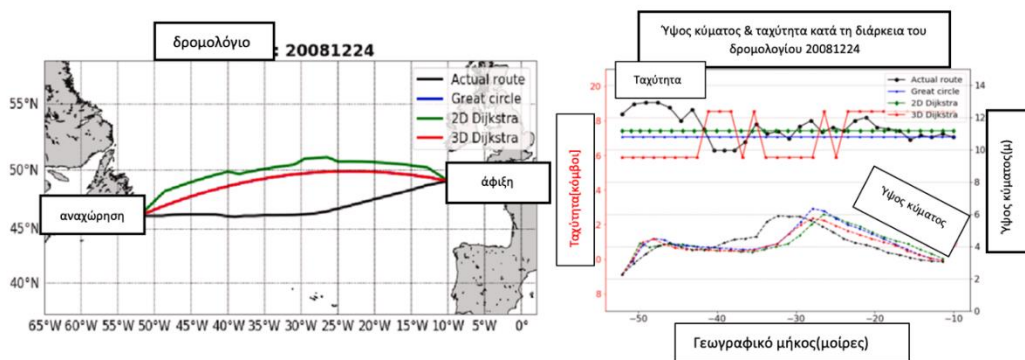 δρομολόγιο
: 20081224
Actual route
Great circle
2D Dijkstra
3D Dijkstra
55°N
50°N
45°N
40°N
αναχώρηση
άφιξη
65°W 60°W 55°W 50°W 45°W 40°W 35°W 30°W 25°W 20°W 15°W 10°W 5°W 0°
Ύψος κύματος & ταχύτητα κατά τη διάρκεια του
δρομολογίου 20081224
Ταχύτητα
Actual route
Great circle
2D Dijkstra
3D Dijkstra
Ταχύτητα[κόμβοι]
20
18
16
14
12
10
8
Ύψος κύματος
14
12
10
8
6
4
2
0
Ύψος κύματος(μ)
−50 −40 −30 −20 −10
Γεωγραφικό μήκος(μοίρες)